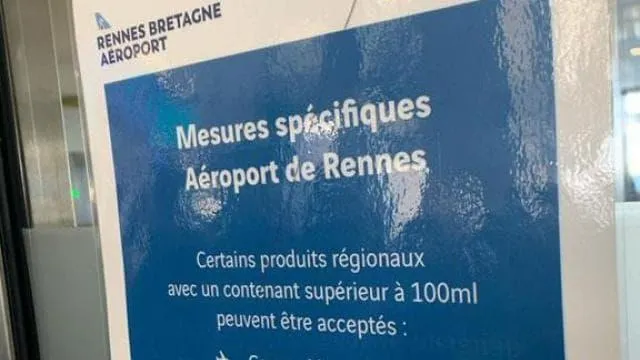 RENNES BRETAGNE
AÉROPORT
Mesures spécifiques
Aéroport de Rennes
Certains produits régionaux
avec un contenant supérieur à 100ml
peuvent être acceptés :